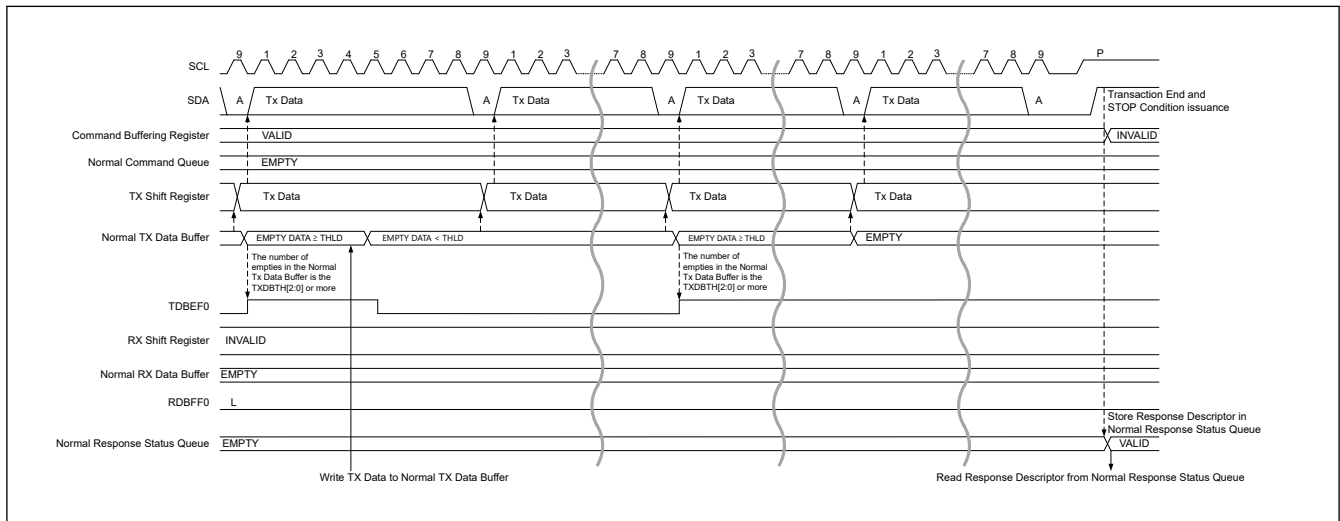 SCL 9 1 2 3 4 5 6 7 8 9 1 2 3 7 8 9 1 2 3 7 8 9 1 2 3 7 8 9 P
SDA A Tx Data A Tx Data A Tx Data A Tx Data A
Transaction End and
STOP Condition issuance
Command Buffering Register VALID INVALID
Normal Command Queue EMPTY
TX Shift Register Tx Data Tx Data Tx Data Tx Data
Normal TX Data Buffer EMPTY DATA ≥ THLD EMPTY DATA < THLD EMPTY DATA ≥ THLD EMPTY
The number of
empties in the Normal
Tx Data Buffer is the
TXDBTH[2:0] or more
The number of
empties in the Normal
Tx Data Buffer is the
TXDBTH[2:0] or more
TDBEF0
RX Shift Register INVALID
Normal RX Data Buffer EMPTY
RDBFF0 L
Store Response Descriptor in
Normal Response Status Queue
Normal Response Status Queue EMPTY VALID
Write TX Data to Normal TX Data Buffer
Read Response Descriptor from Normal Response Status Queue